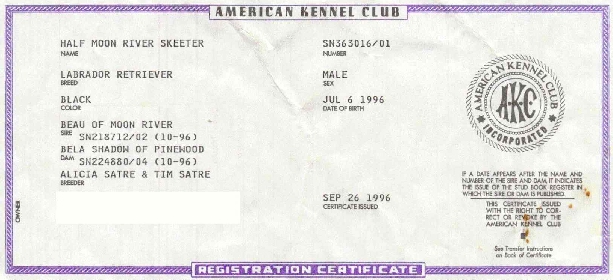 AMERICAN KENNEL CLUB
HALF MOON RIVER SKEETER
NAME
SN363016/01
NUMBER
LABRADOR RETRIEVER
BREED
MALE
SEX
BLACK
COLOR
JUL 6 1996
DATE OF BIRTH
BEAU OF MOON RIVER
SIRE SN218712/02 (10-96)
BELA SHADOW OF PINEWOOD
DAM SN224880/04 (10-96)
ALICIA SATRE & TIM SATRE
BREEDER
SEP 26 1996
CERTIFICATE ISSUED
OWNER
AMERICAN KENNEL CLUB
AKC
INCORPORATED
IF A DATE APPEARS AFTER THE NAME AND
NUMBER OF THE SIRE AND DAM, IT INDICATES
THE ISSUE OF THE STUD BOOK REGISTER IN
WHICH THE SIRE OR DAM IS PUBLISHED.
THIS CERTIFICATE ISSUED
WITH THE RIGHT TO COR-
RECT OR REVOKE BY THE
AMERICAN KENNEL CLUB
See Transfer Instructions
on Back of Certificate
REGISTRATION CERTIFICATE